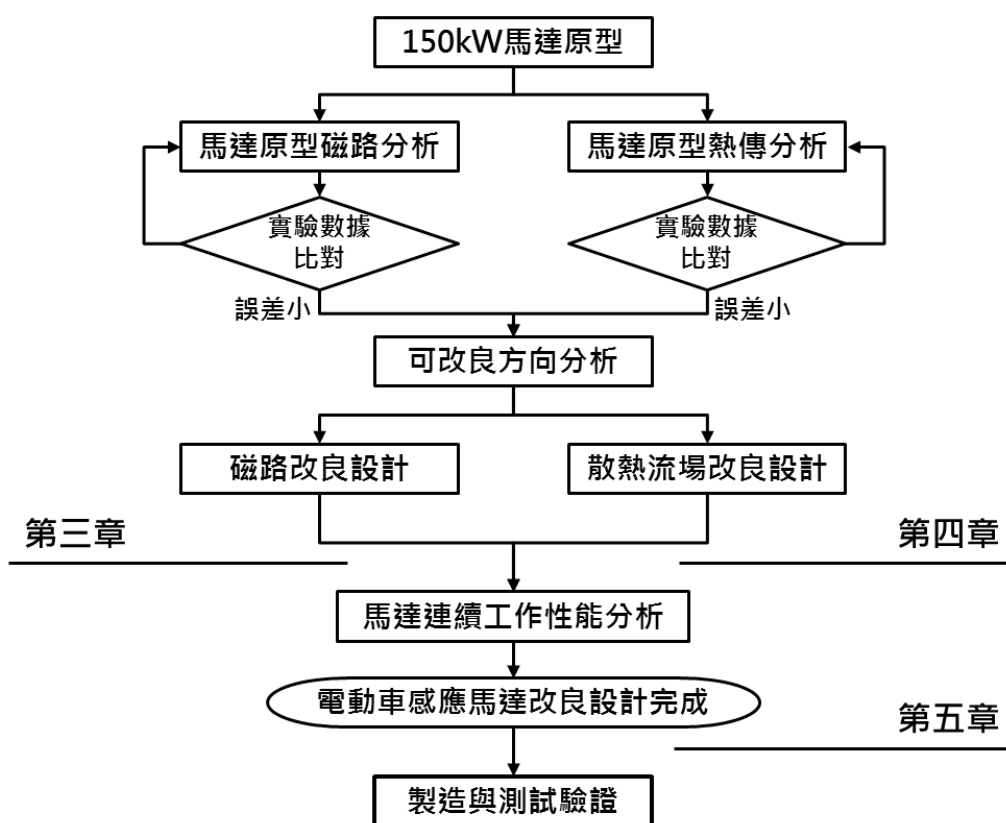 150kW馬達原型
馬達原型磁路分析
馬達原型熱傳分析
實驗數據
比對
實驗數據
比對
誤差小
誤差小
可改良方向分析
磁路改良設計
散熱流場改良設計
第三章
第四章
馬達連續工作性能分析
電動車感應馬達改良設計完成
第五章
製造與測試驗證